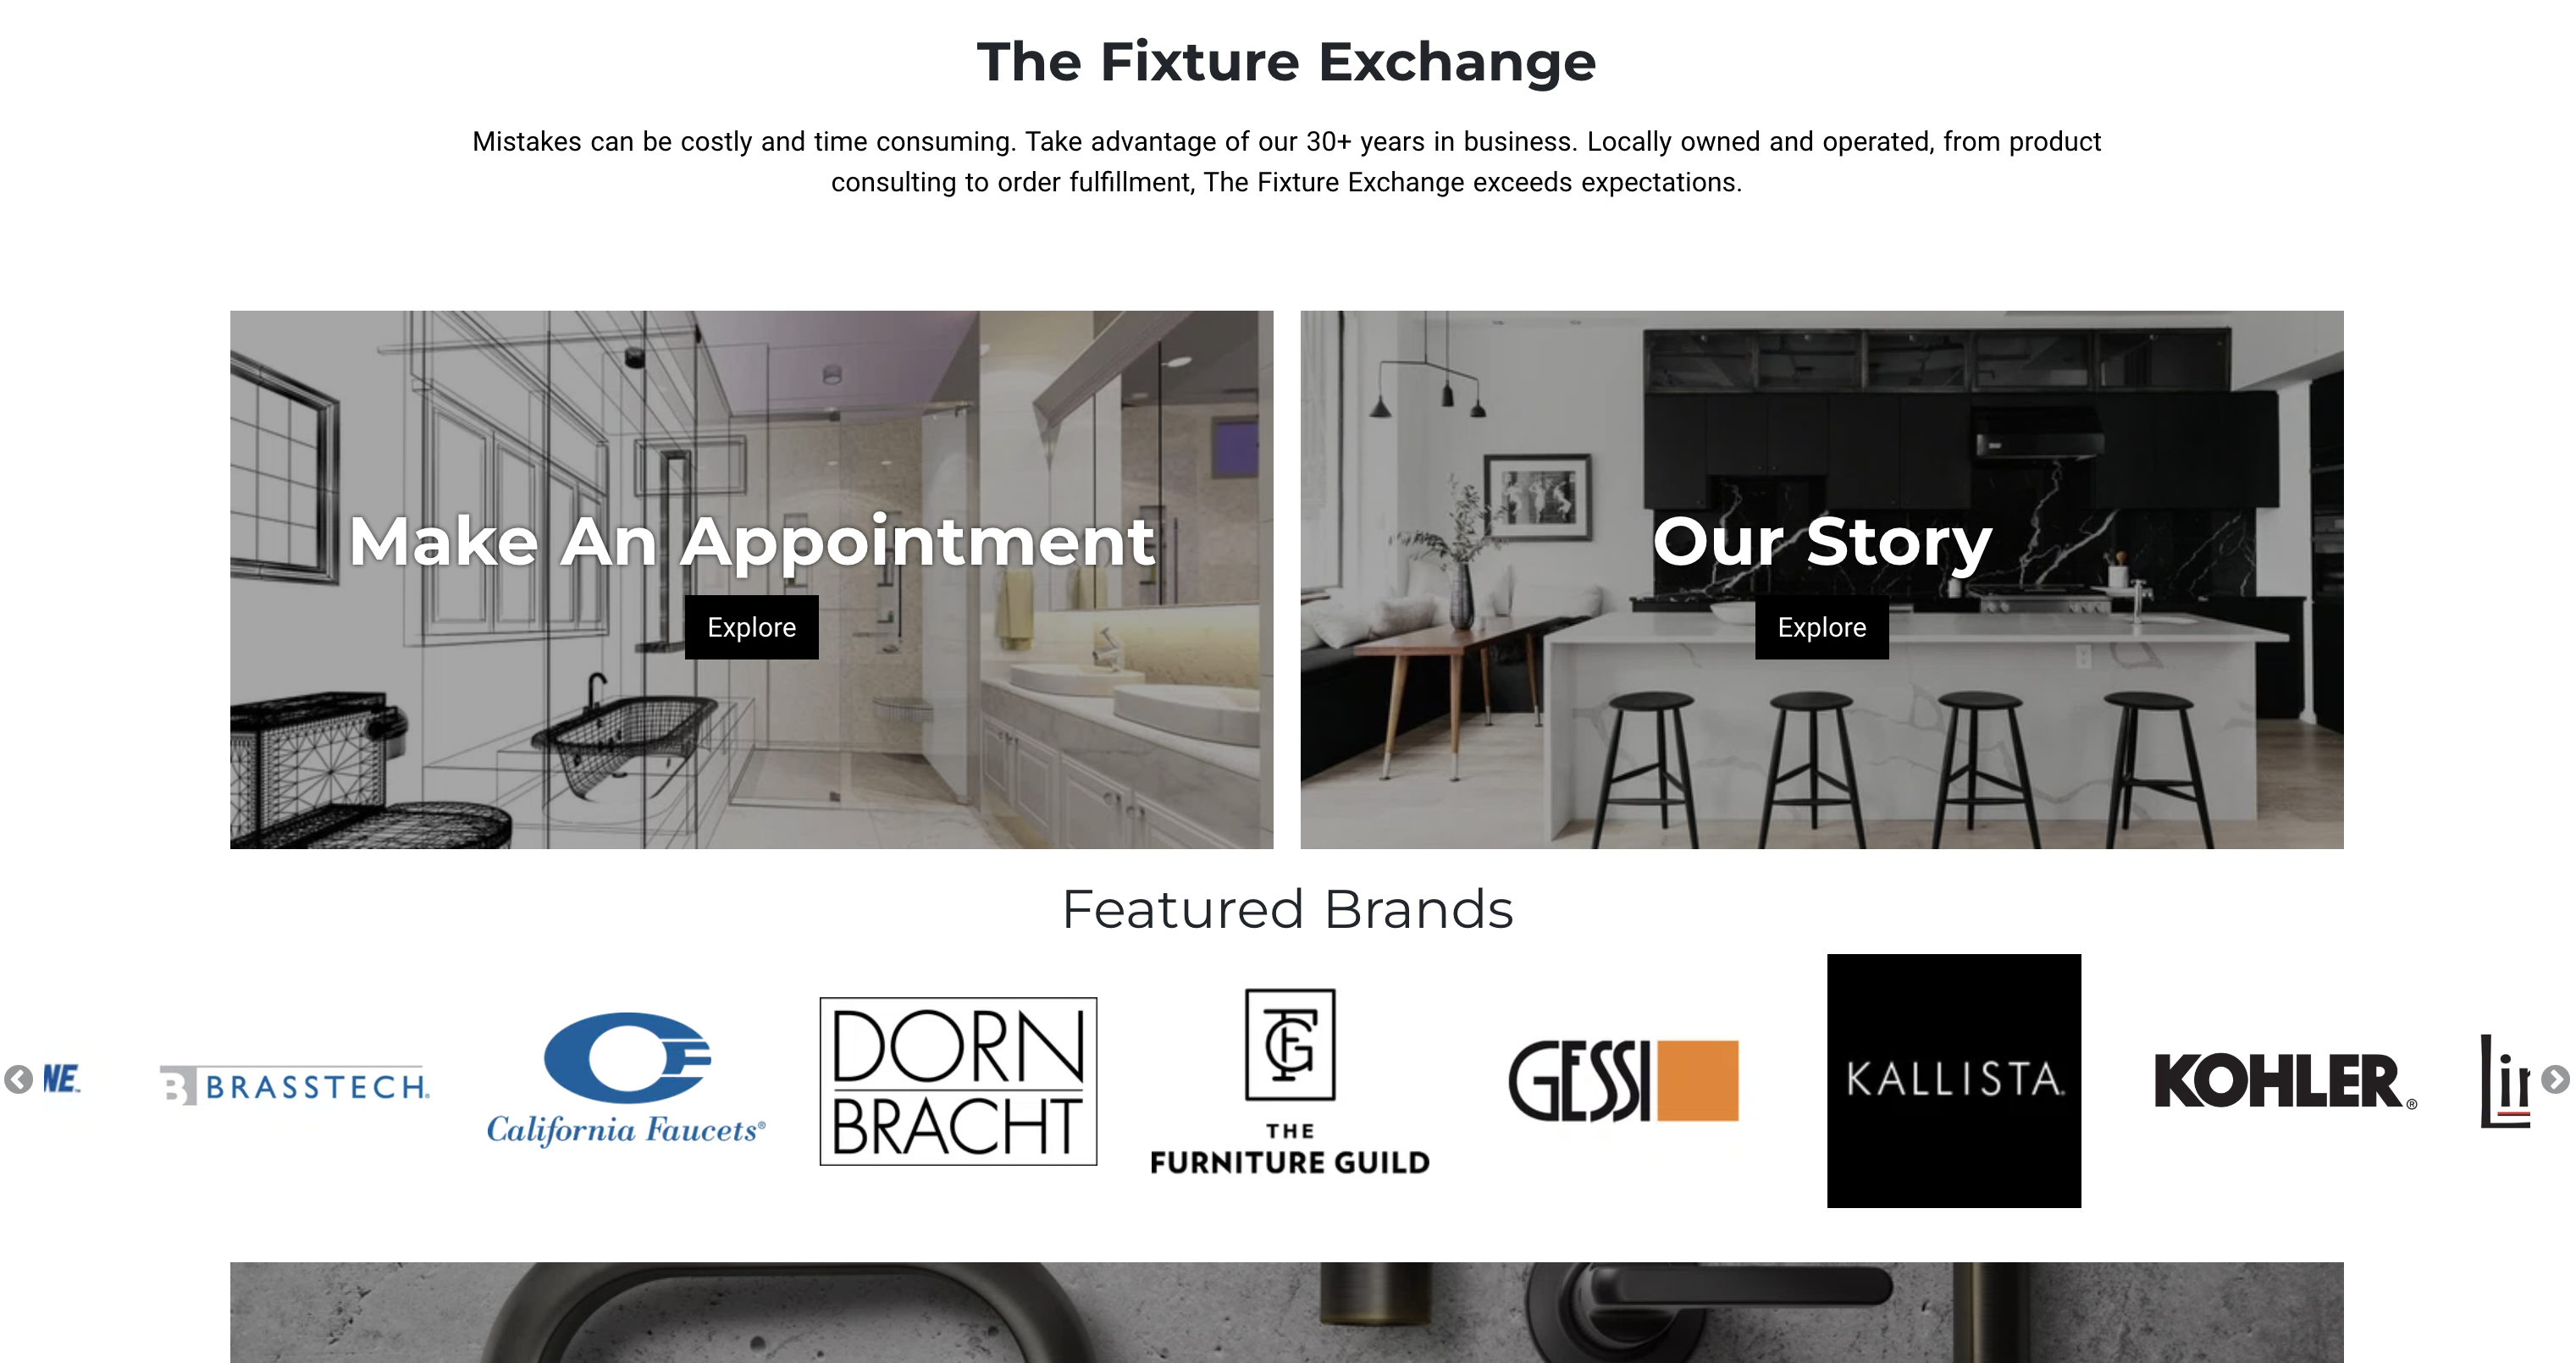 The Fixture Exchange
Mistakes can be costly and time consuming. Take advantage of our 30+ years in business. Locally owned and operated, from product
consulting to order fulfillment, The Fixture Exchange exceeds expectations.
Make An Appointment
Explore
Our Story
Explore
Featured Brands
NE™
B BRASSTECH®
California Faucets®
DORN
BRACHT
TFG
THE
FURNITURE GUILD
GESSI
KALLISTA®
KOHLER®